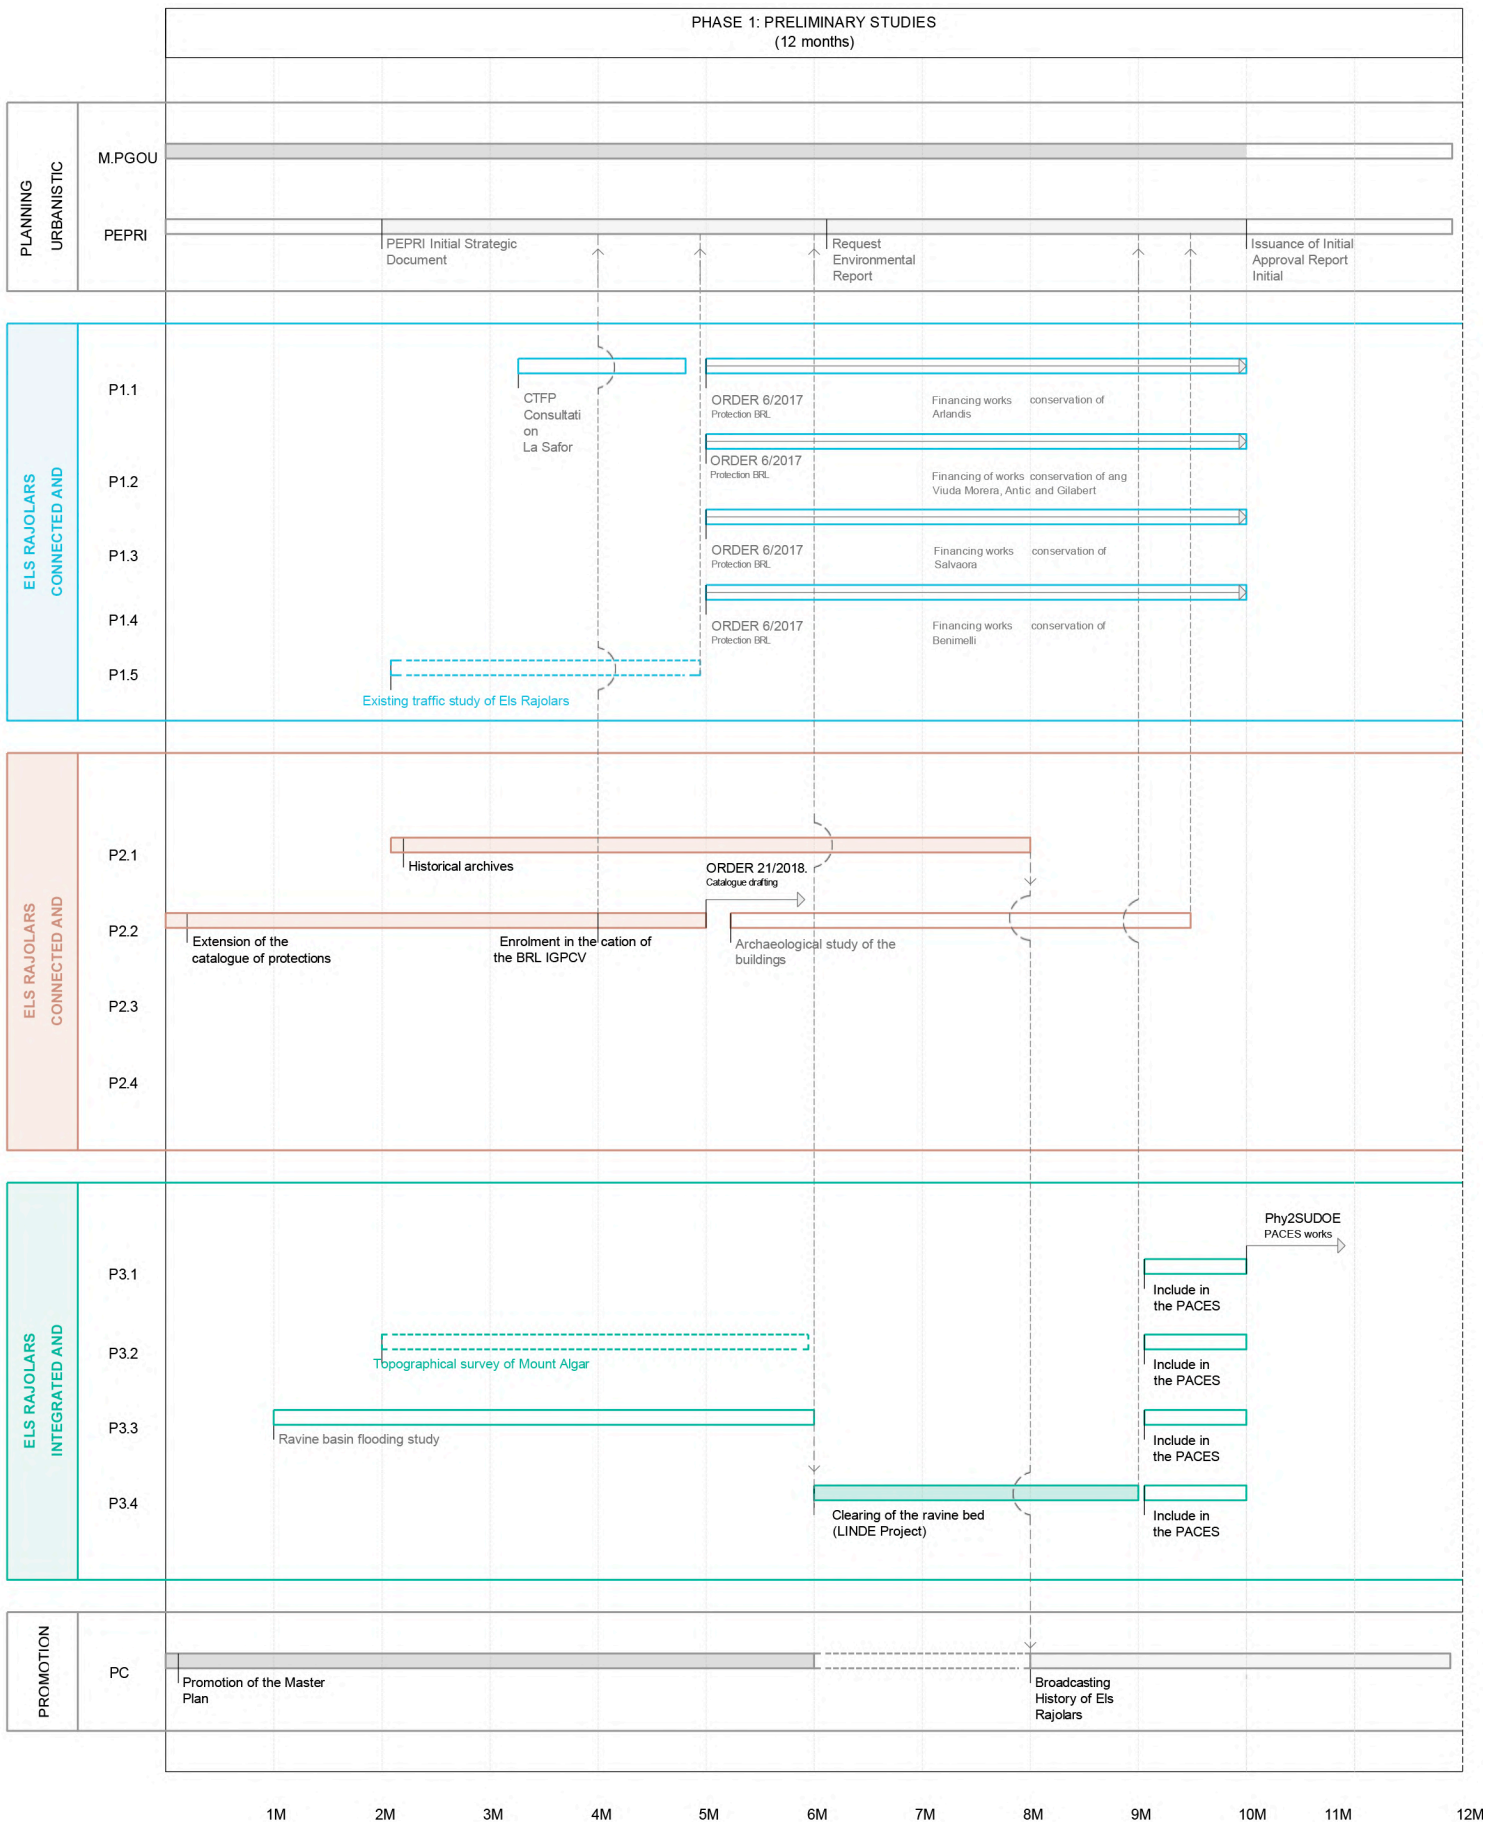 PHASE 1: PRELIMINARY STUDIES
(12 months)
PLANNING
URBANISTIC
M.PGOU
PEPRI
PEPRI Initial Strategic
Document
Request
Environmental
Report
Issuance of Initial
Approval Report
Initial
ELS RAJOLARS
CONNECTED AND
P1.1
CTFP
Consultati
on
La Safor
ORDER 6/2017
Protection BRL
Financing works conservation of
Arlandis
P1.2
ORDER 6/2017
Protection BRL
Financing of works conservation of ang
Viuda Morera, Antic and Gilabert
P1.3
ORDER 6/2017
Protection BRL
Financing works conservation of
Salvaora
P1.4
ORDER 6/2017
Protection BRL
Financing works conservation of
Benimelli
P1.5
Existing traffic study of Els Rajolars
ELS RAJOLARS
CONNECTED AND
P2.1
Historical archives
ORDER 21/2018.
Catalogue drafting
P2.2
Extension of the
catalogue of protections
Enrolment in the cation of
the BRL IGPCV
Archaeological study of the
buildings
P2.3
P2.4
ELS RAJOLARS
INTEGRATED AND
Phy2SUDOE
PACES works
P3.1
Include in
the PACES
P3.2
Topographical survey of Mount Algar
Include in
the PACES
P3.3
Ravine basin flooding study
Include in
the PACES
P3.4
Clearing of the ravine bed
(LINDE Project)
Include in
the PACES
PROMOTION
PC
Promotion of the Master
Plan
Broadcasting
History of Els
Rajolars
1M 2M 3M 4M 5M 6M 7M 8M 9M 10M 11M 12M